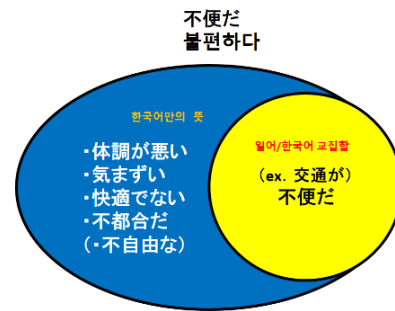 不便だ
불편하다
한국어만의 뜻
・体調が悪い
・気まずい
・快適でない
・不都合だ
(・不自由な)
일어/한국어 교집합
(ex. 交通が)
不便だ